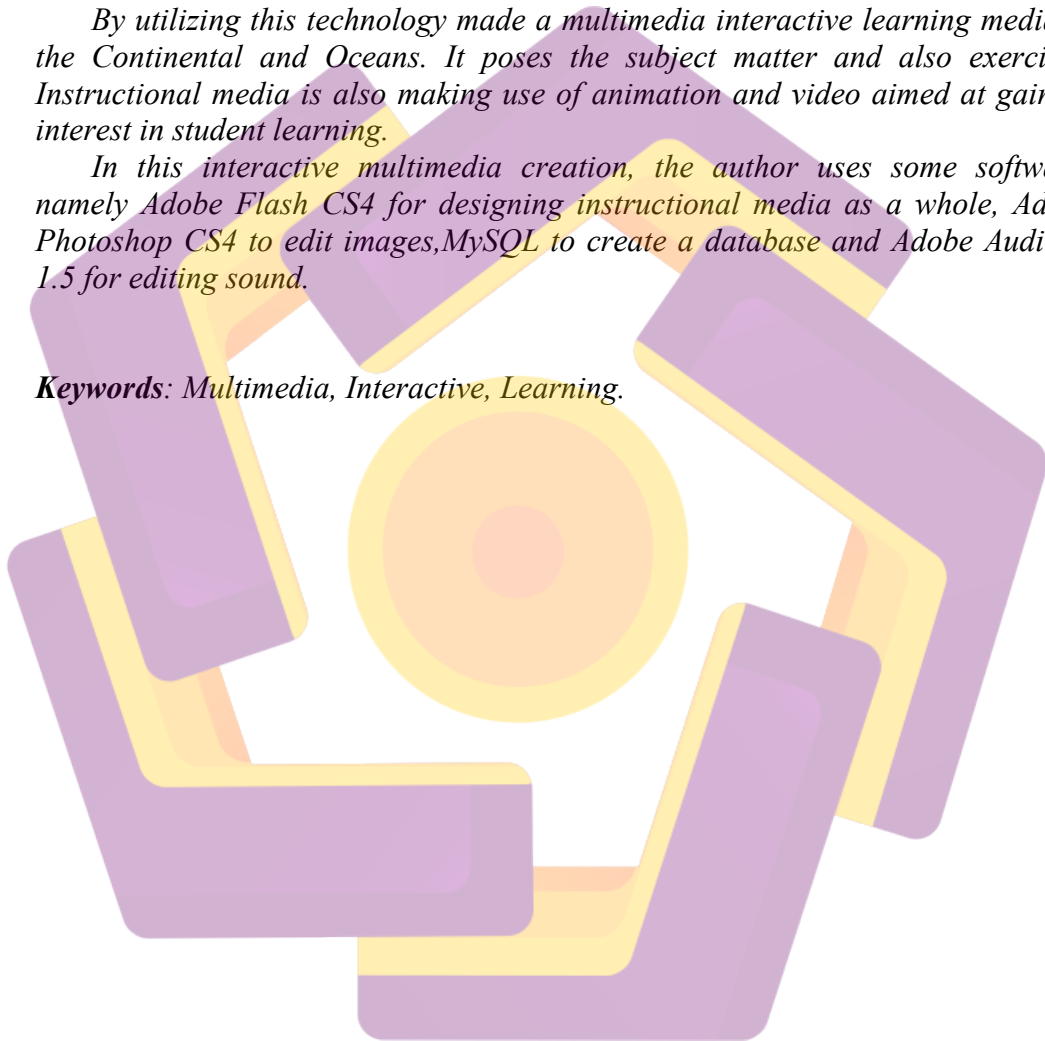 By utilizing this technology made a multimedia interactive learning media
the Continental and Oceans. It poses the subject matter and also exerci
Instructional media is also making use of animation and video aimed at gain
interest in student learning.
In this interactive multimedia creation, the author uses some softwa
namely Adobe Flash CS4 for designing instructional media as a whole, Ad
Photoshop CS4 to edit images,MySQL to create a database and Adobe Audit
1.5 for editing sound.
Keywords: Multimedia, Interactive, Learning.